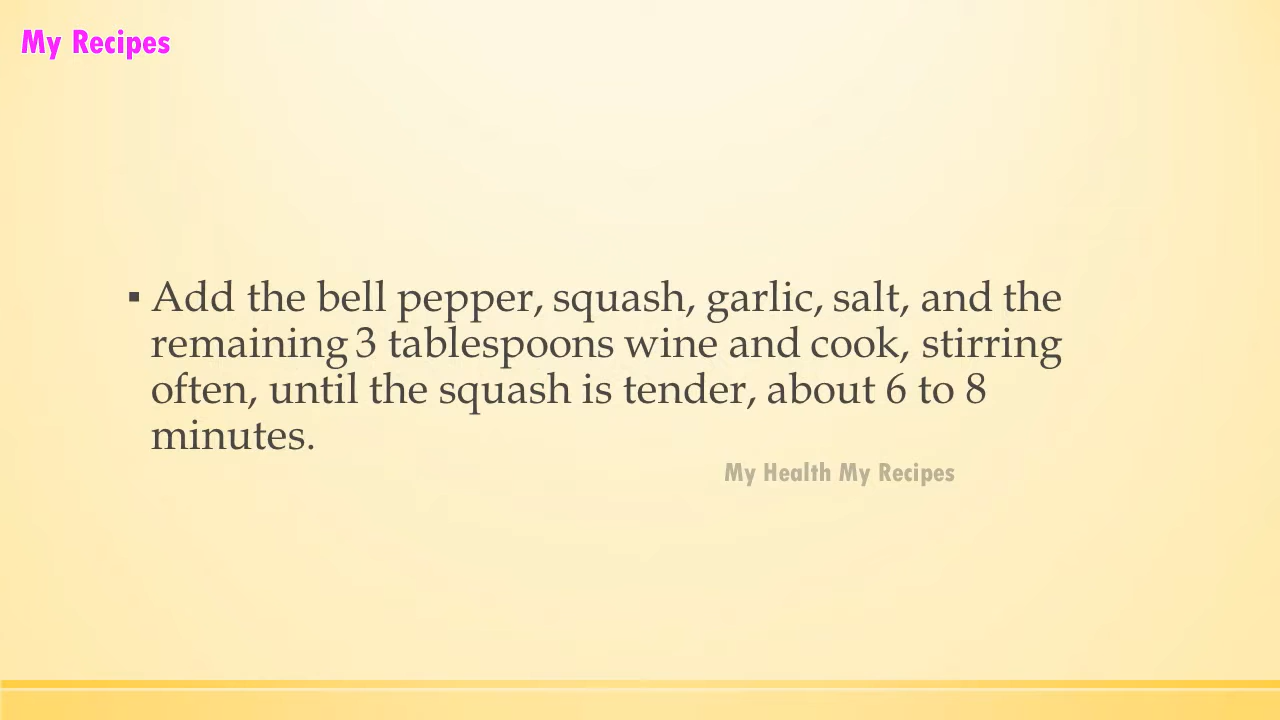 My Recipes
▪ Add the bell pepper, squash, garlic, salt, and the
remaining 3 tablespoons wine and cook, stirring
often, until the squash is tender, about 6 to 8
minutes.
My Health My Recipes